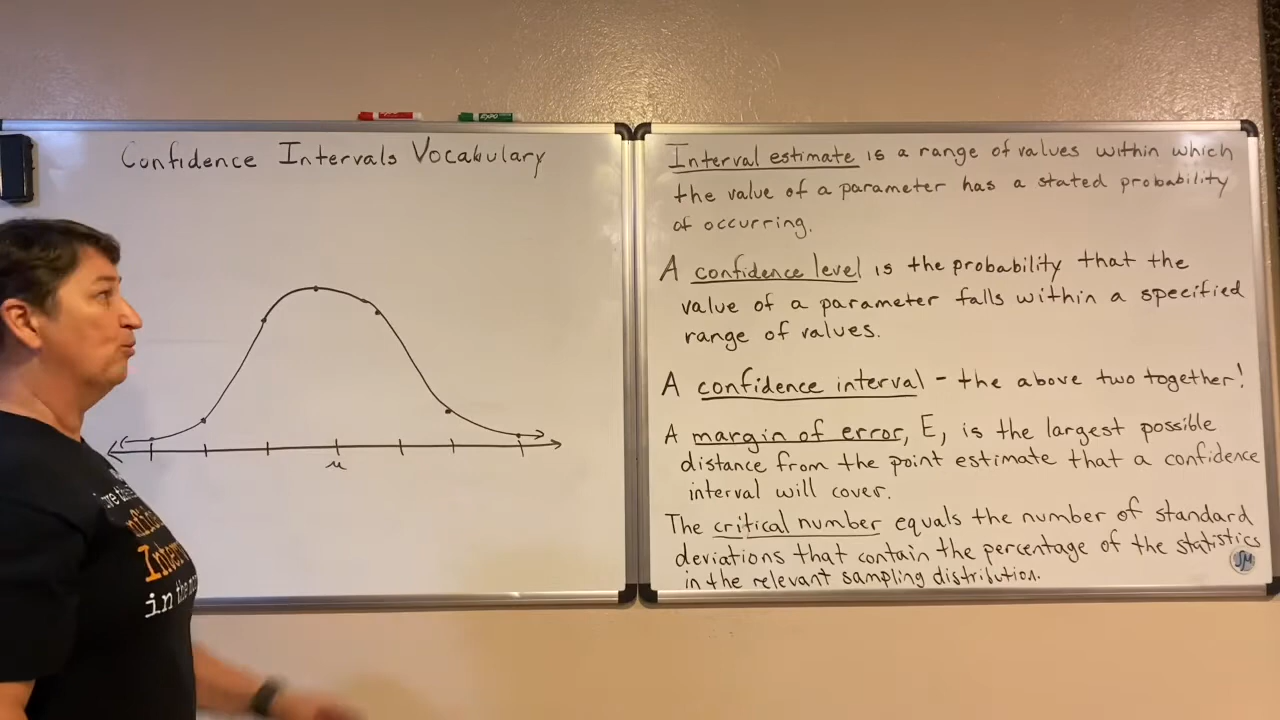 Confidence Intervals Vocabulary
μ
Interval estimate is a range of values within which
the value of a parameter has a stated probability
of occurring.
A confidence level is the probability that the
value of a parameter falls within a specified
range of values.
A confidence interval - the above two together!
A margin of error, E, is the largest possible
distance from the point estimate that a confidence
interval will cover.
The critical number equals the number of standard
deviations that contain the percentage of the statistics
in the relevant sampling distribution.
in the